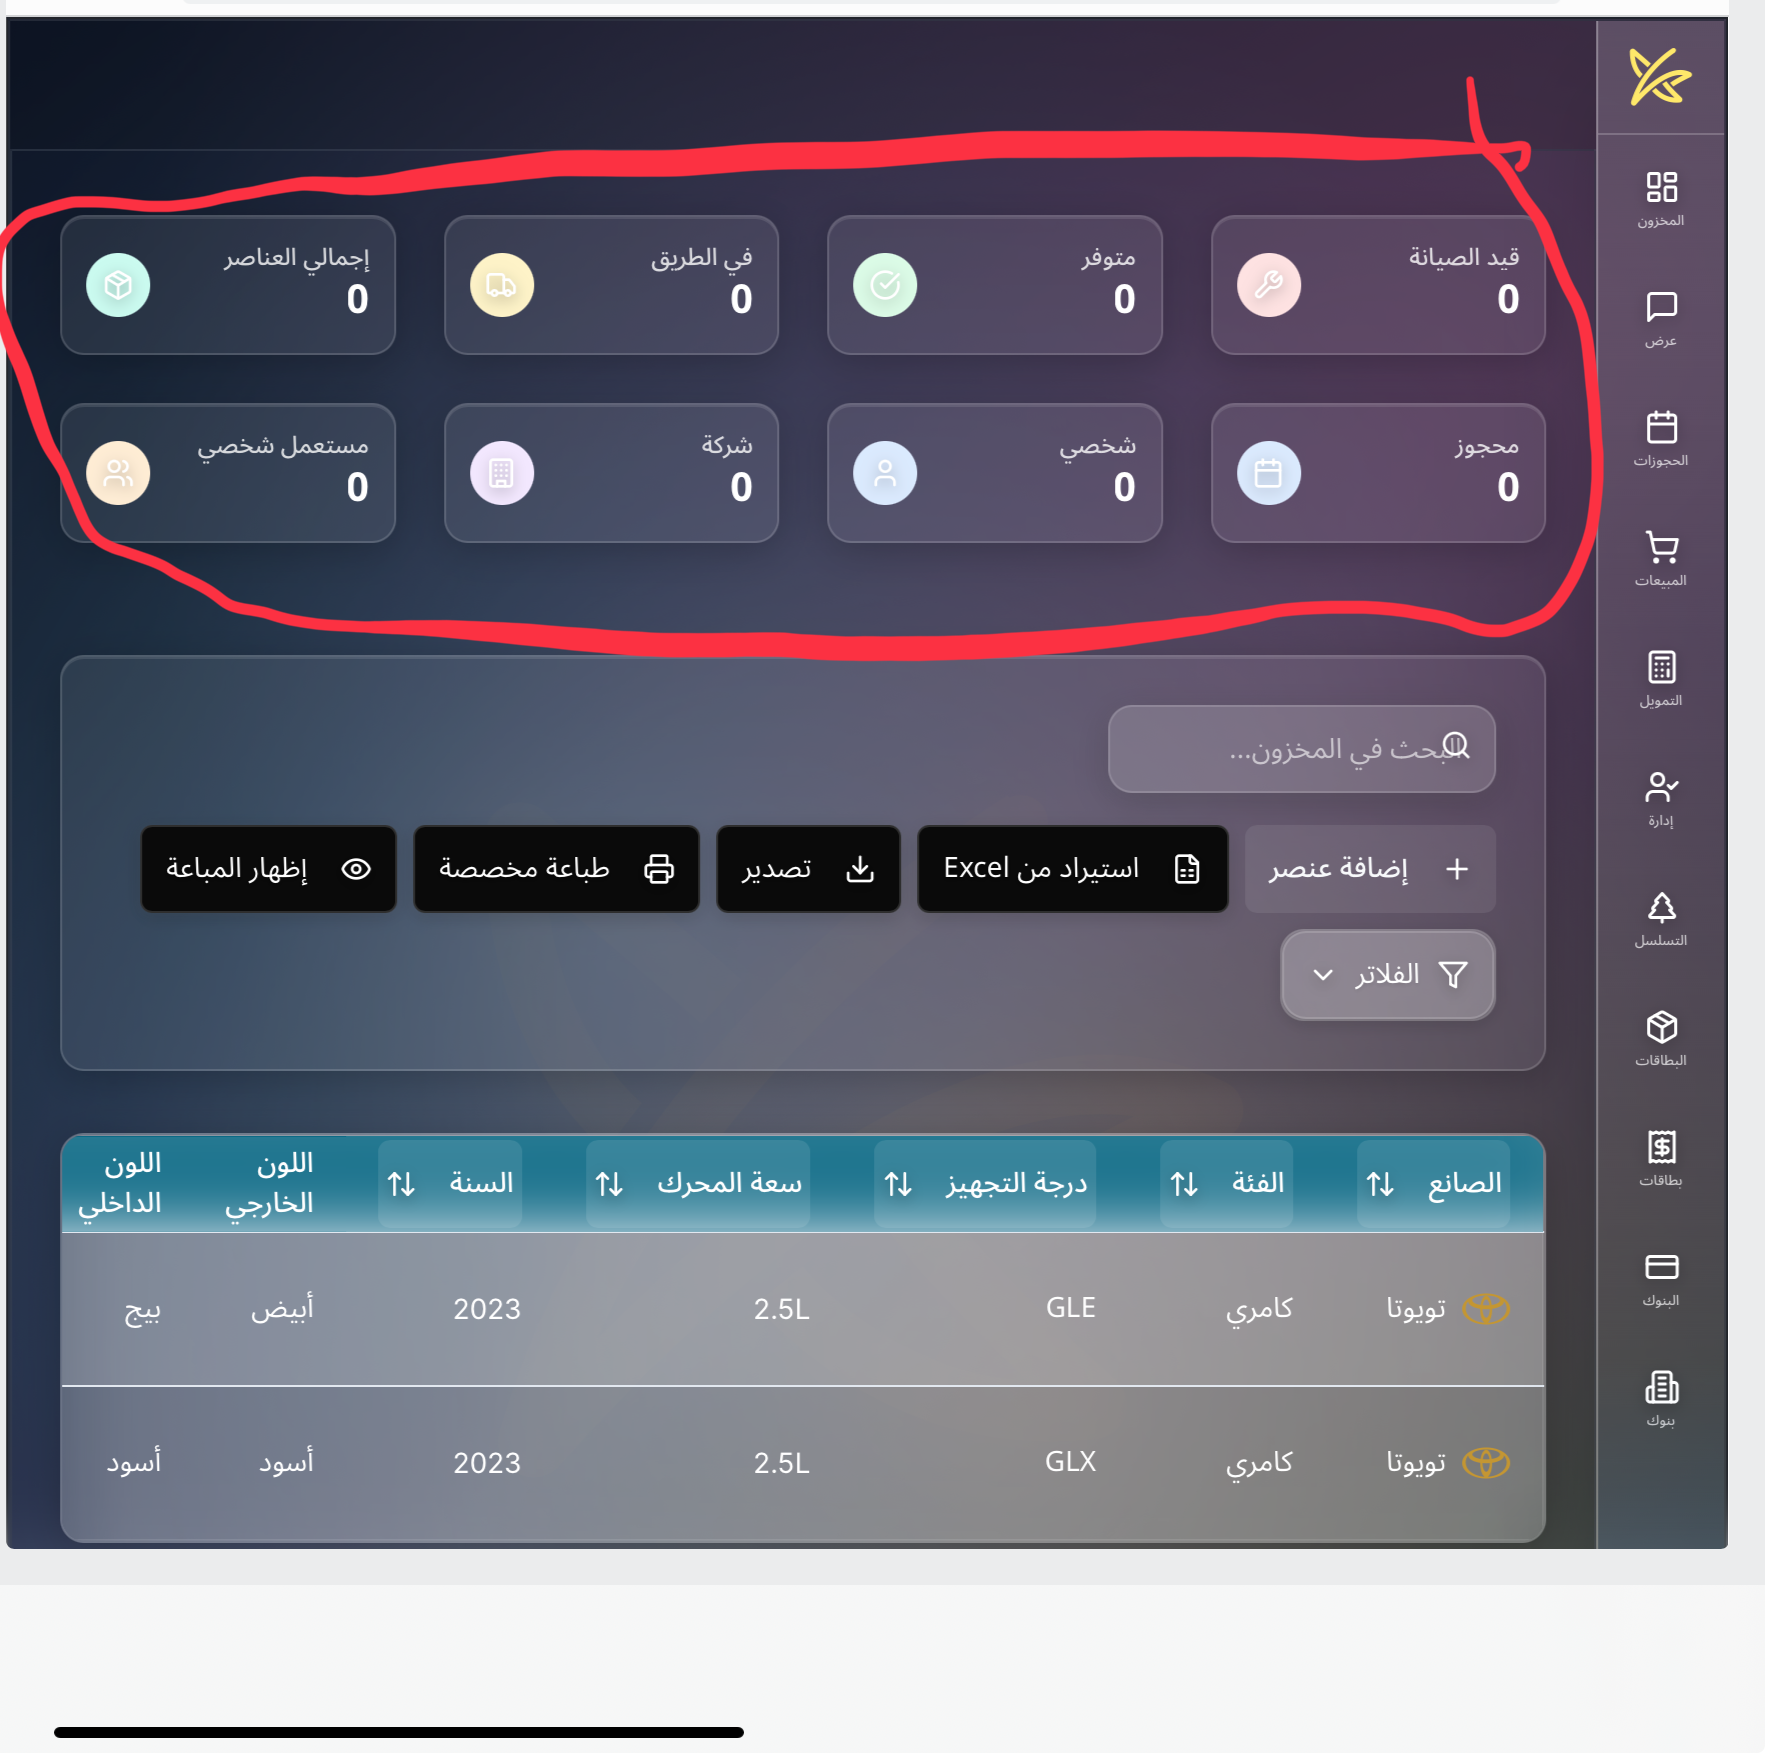 قيد الصيانة
0
متوفر
0
في الطريق
0
إجمالي العناصر
0
محجوز
0
شخصي
0
شركة
0
مستعمل شخصي
0
البحث في المخزون...
إضافة عنصر
استيراد من Excel
تصدير
طباعة مخصصة
إظهار المباعة
الفلاتر
الصانع
الفئة
درجة التجهيز
سعة المحرك
السنة
اللون الخارجي
اللون الداخلي
تويوتا
كامري
GLE
2.5L
2023
أبيض
بيج
تويوتا
كامري
GLX
2.5L
2023
أسود
أسود
المخزون
عرض
الحجوزات
المبيعات
التمويل
إدارة
التسلسل
البطاقات
بطاقات
البنوك
بنوك